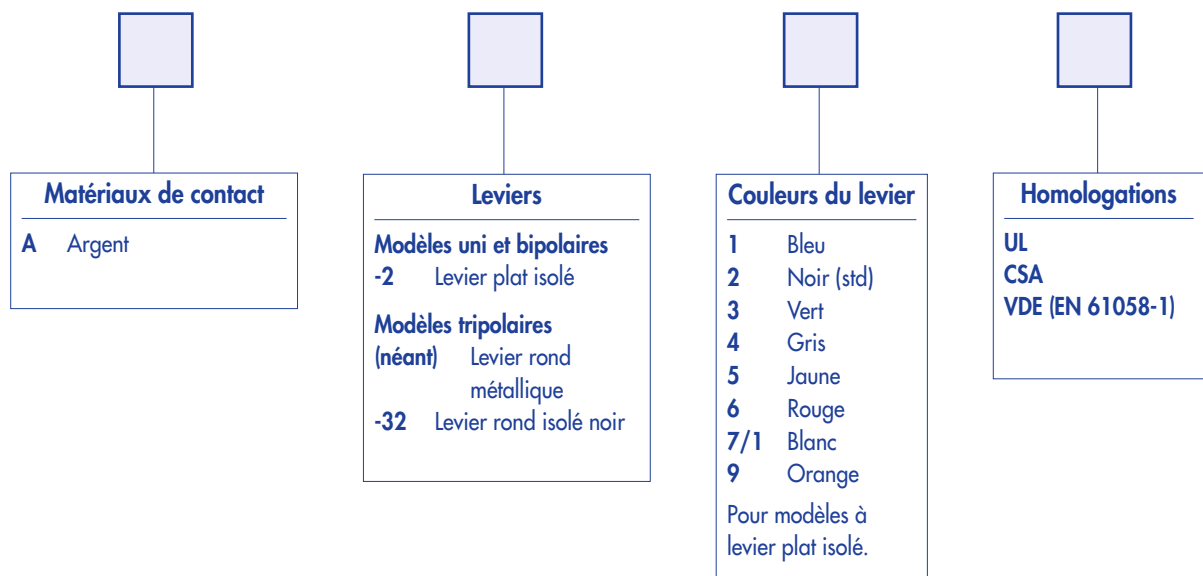 Matériaux de contact
A Argent
Leviers
Modèles uni et bipolaires
-2 Levier plat isolé
Modèles tripolaires
(néant) Levier rond
métallique
-32 Levier rond isolé noir
Couleurs du levier
1 Bleu
2 Noir (std)
3 Vert
4 Gris
5 Jaune
6 Rouge
7/1 Blanc
9 Orange
Pour modèles à
levier plat isolé.
Homologations
UL
CSA
VDE (EN 61058-1)